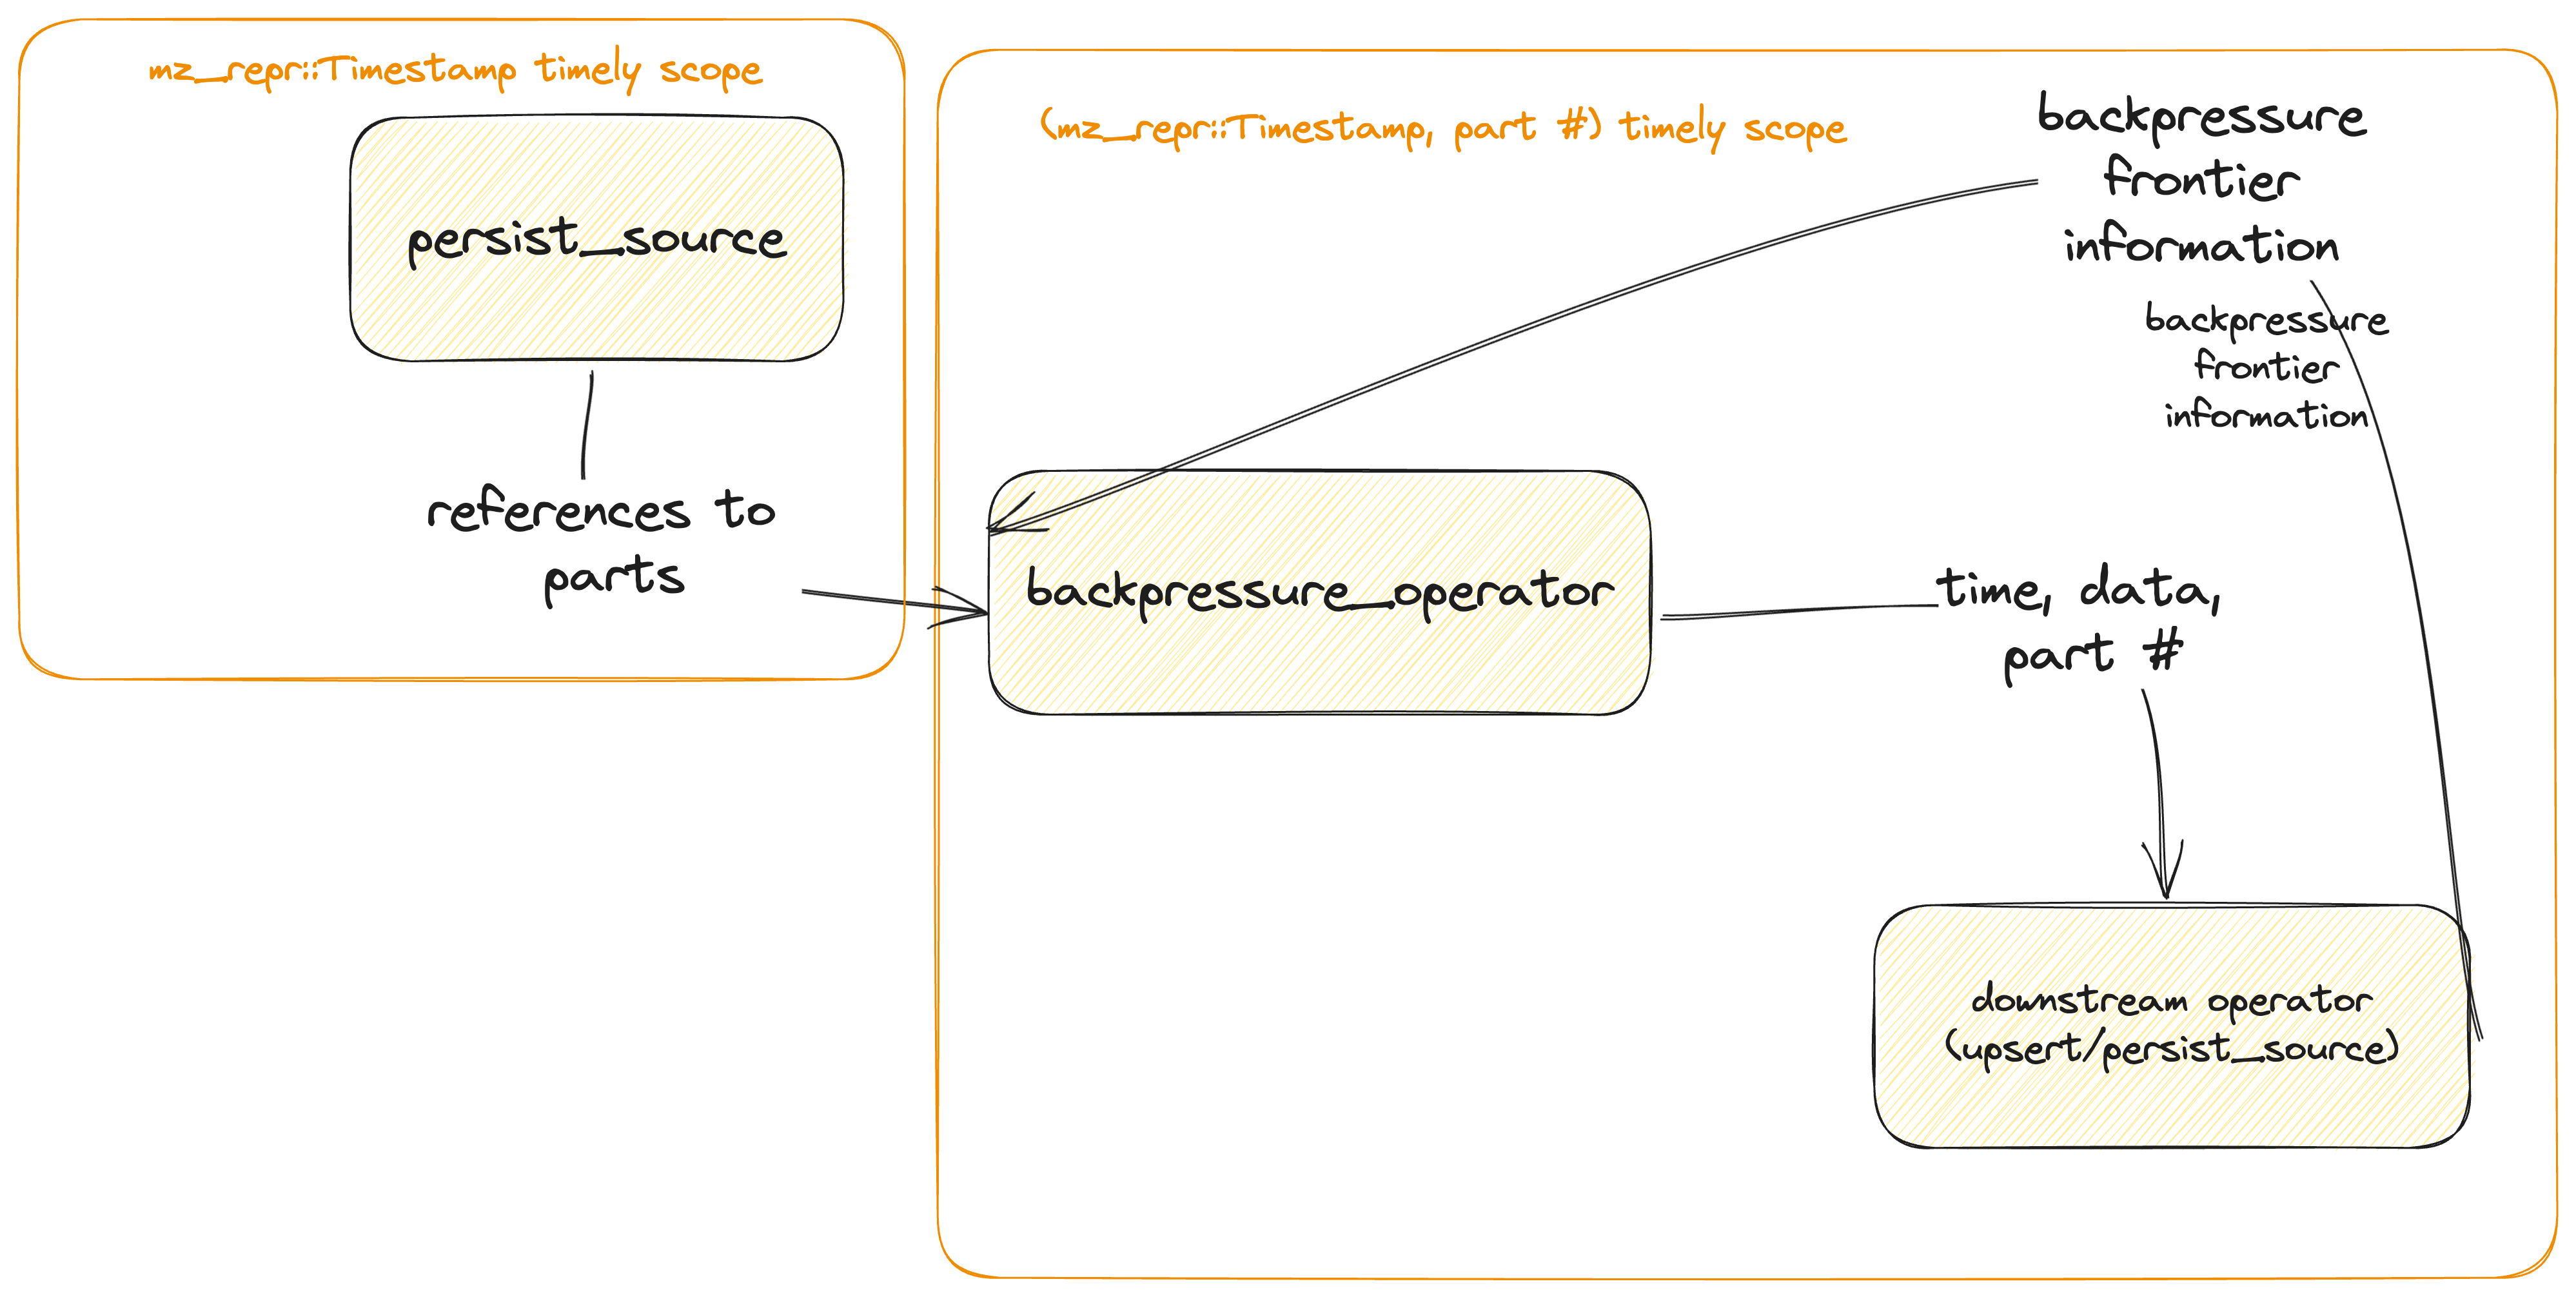 mz_repr::Timestamp timely scope
persist_source
references to
parts
(mz_repr::Timestamp, part #) timely scope
backpressure
frontier
information
backpressure
frontier
information
backpressure_operator
time, data,
part #
downstream operator
(upsert/persist_source)